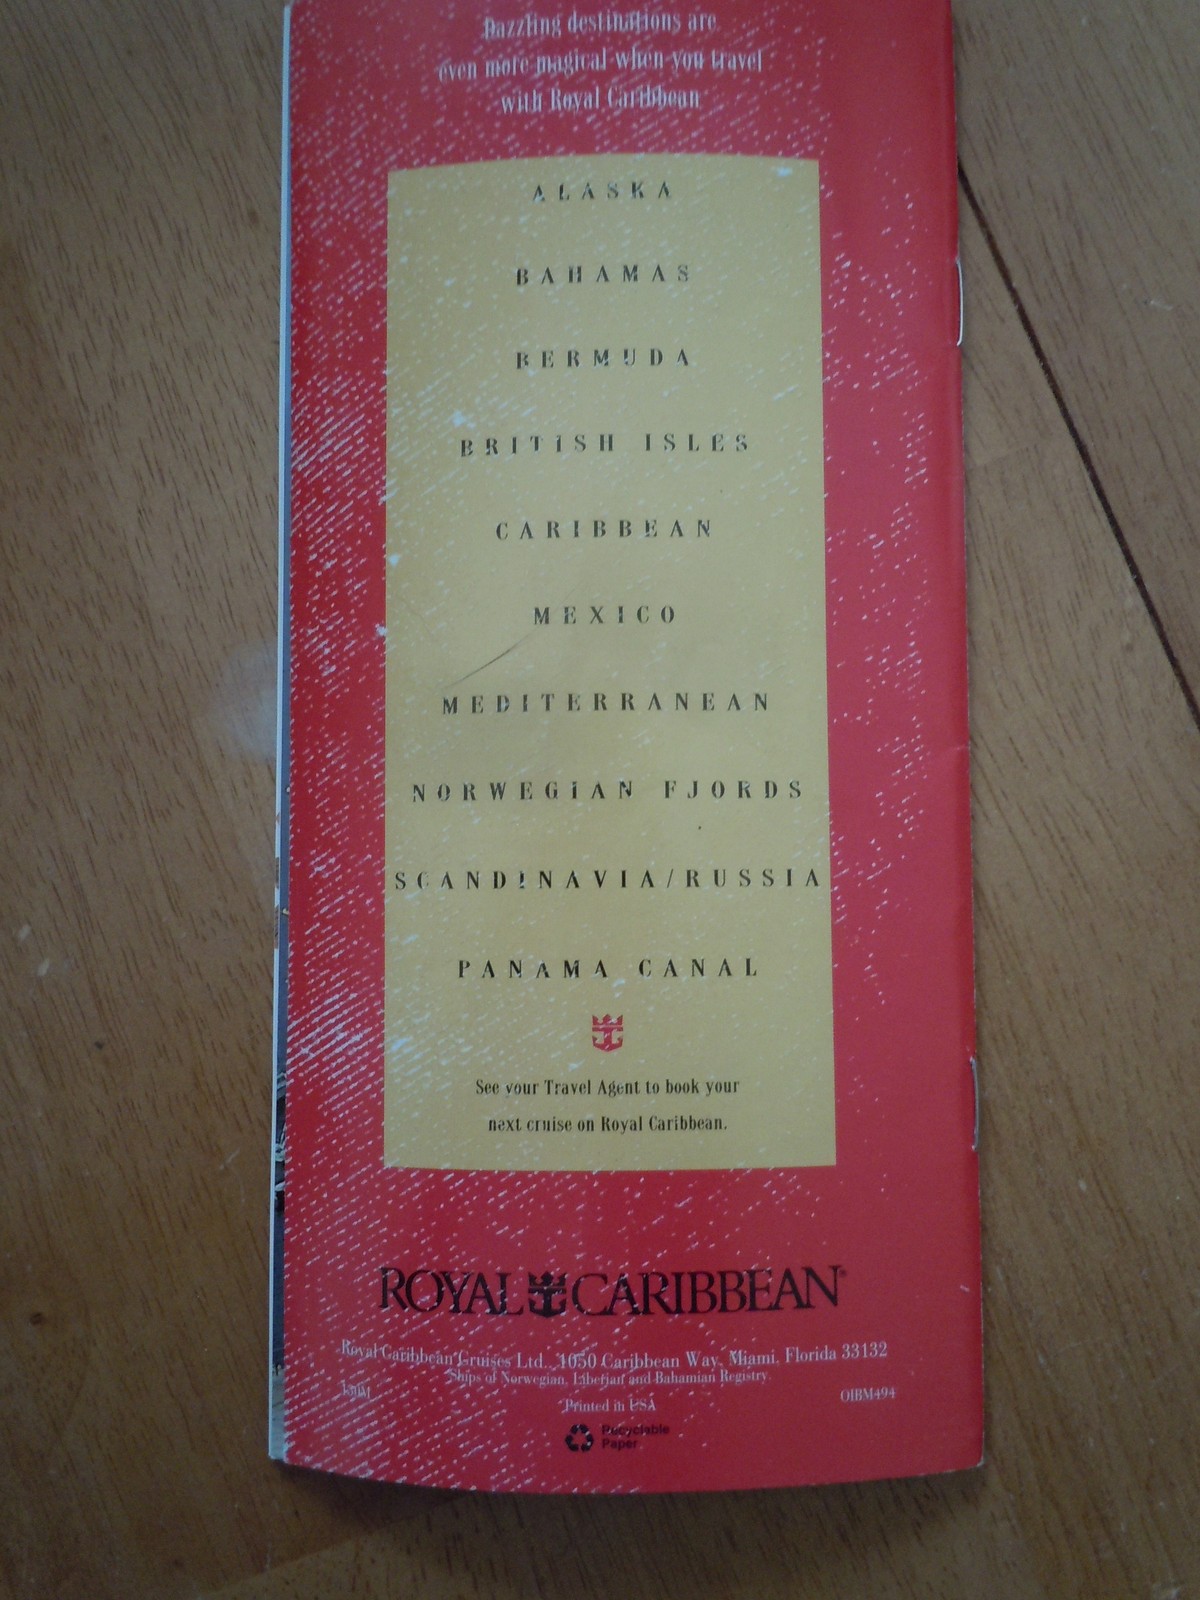 Dazzling destinations are
even more magical when you travel
with Royal Caribbean
ALASKA
BAHAMAS
BERMUDA
BRITISH ISLES
CARIBBEAN
MEXICO
MEDITERRANEAN
NORWEGIAN FJORDS
SCANDINAVIA/RUSSIA
PANAMA CANAL
See your Travel Agent to book your
next cruise on Royal Caribbean.
ROYAL CARIBBEAN®
Royal Caribbean Cruises Ltd., 1050 Caribbean Way, Miami, Florida 33132
Ships of Norwegian, Liberian and Bahamian Registry.
OIBM494
Printed in USA
Recyclable
Paper